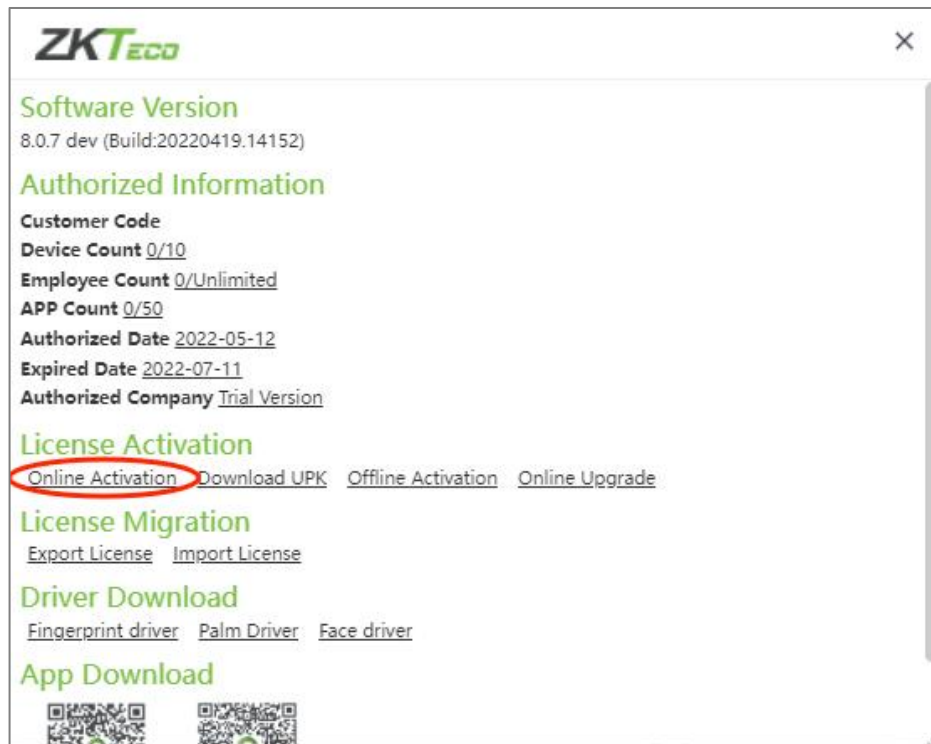 ZKTECO
Software Version
8.0.7 dev (Build:20220419.14152)
Authorized Information
Customer Code
Device Count 0/10
Employee Count 0/Unlimited
APP Count 0/50
Authorized Date 2022-05-12
Expired Date 2022-07-11
Authorized Company Trial Version
License Activation
Online Activation Download UPK Offline Activation Online Upgrade
License Migration
Export License Import License
Driver Download
Fingerprint driver Palm Driver Face driver
App Download